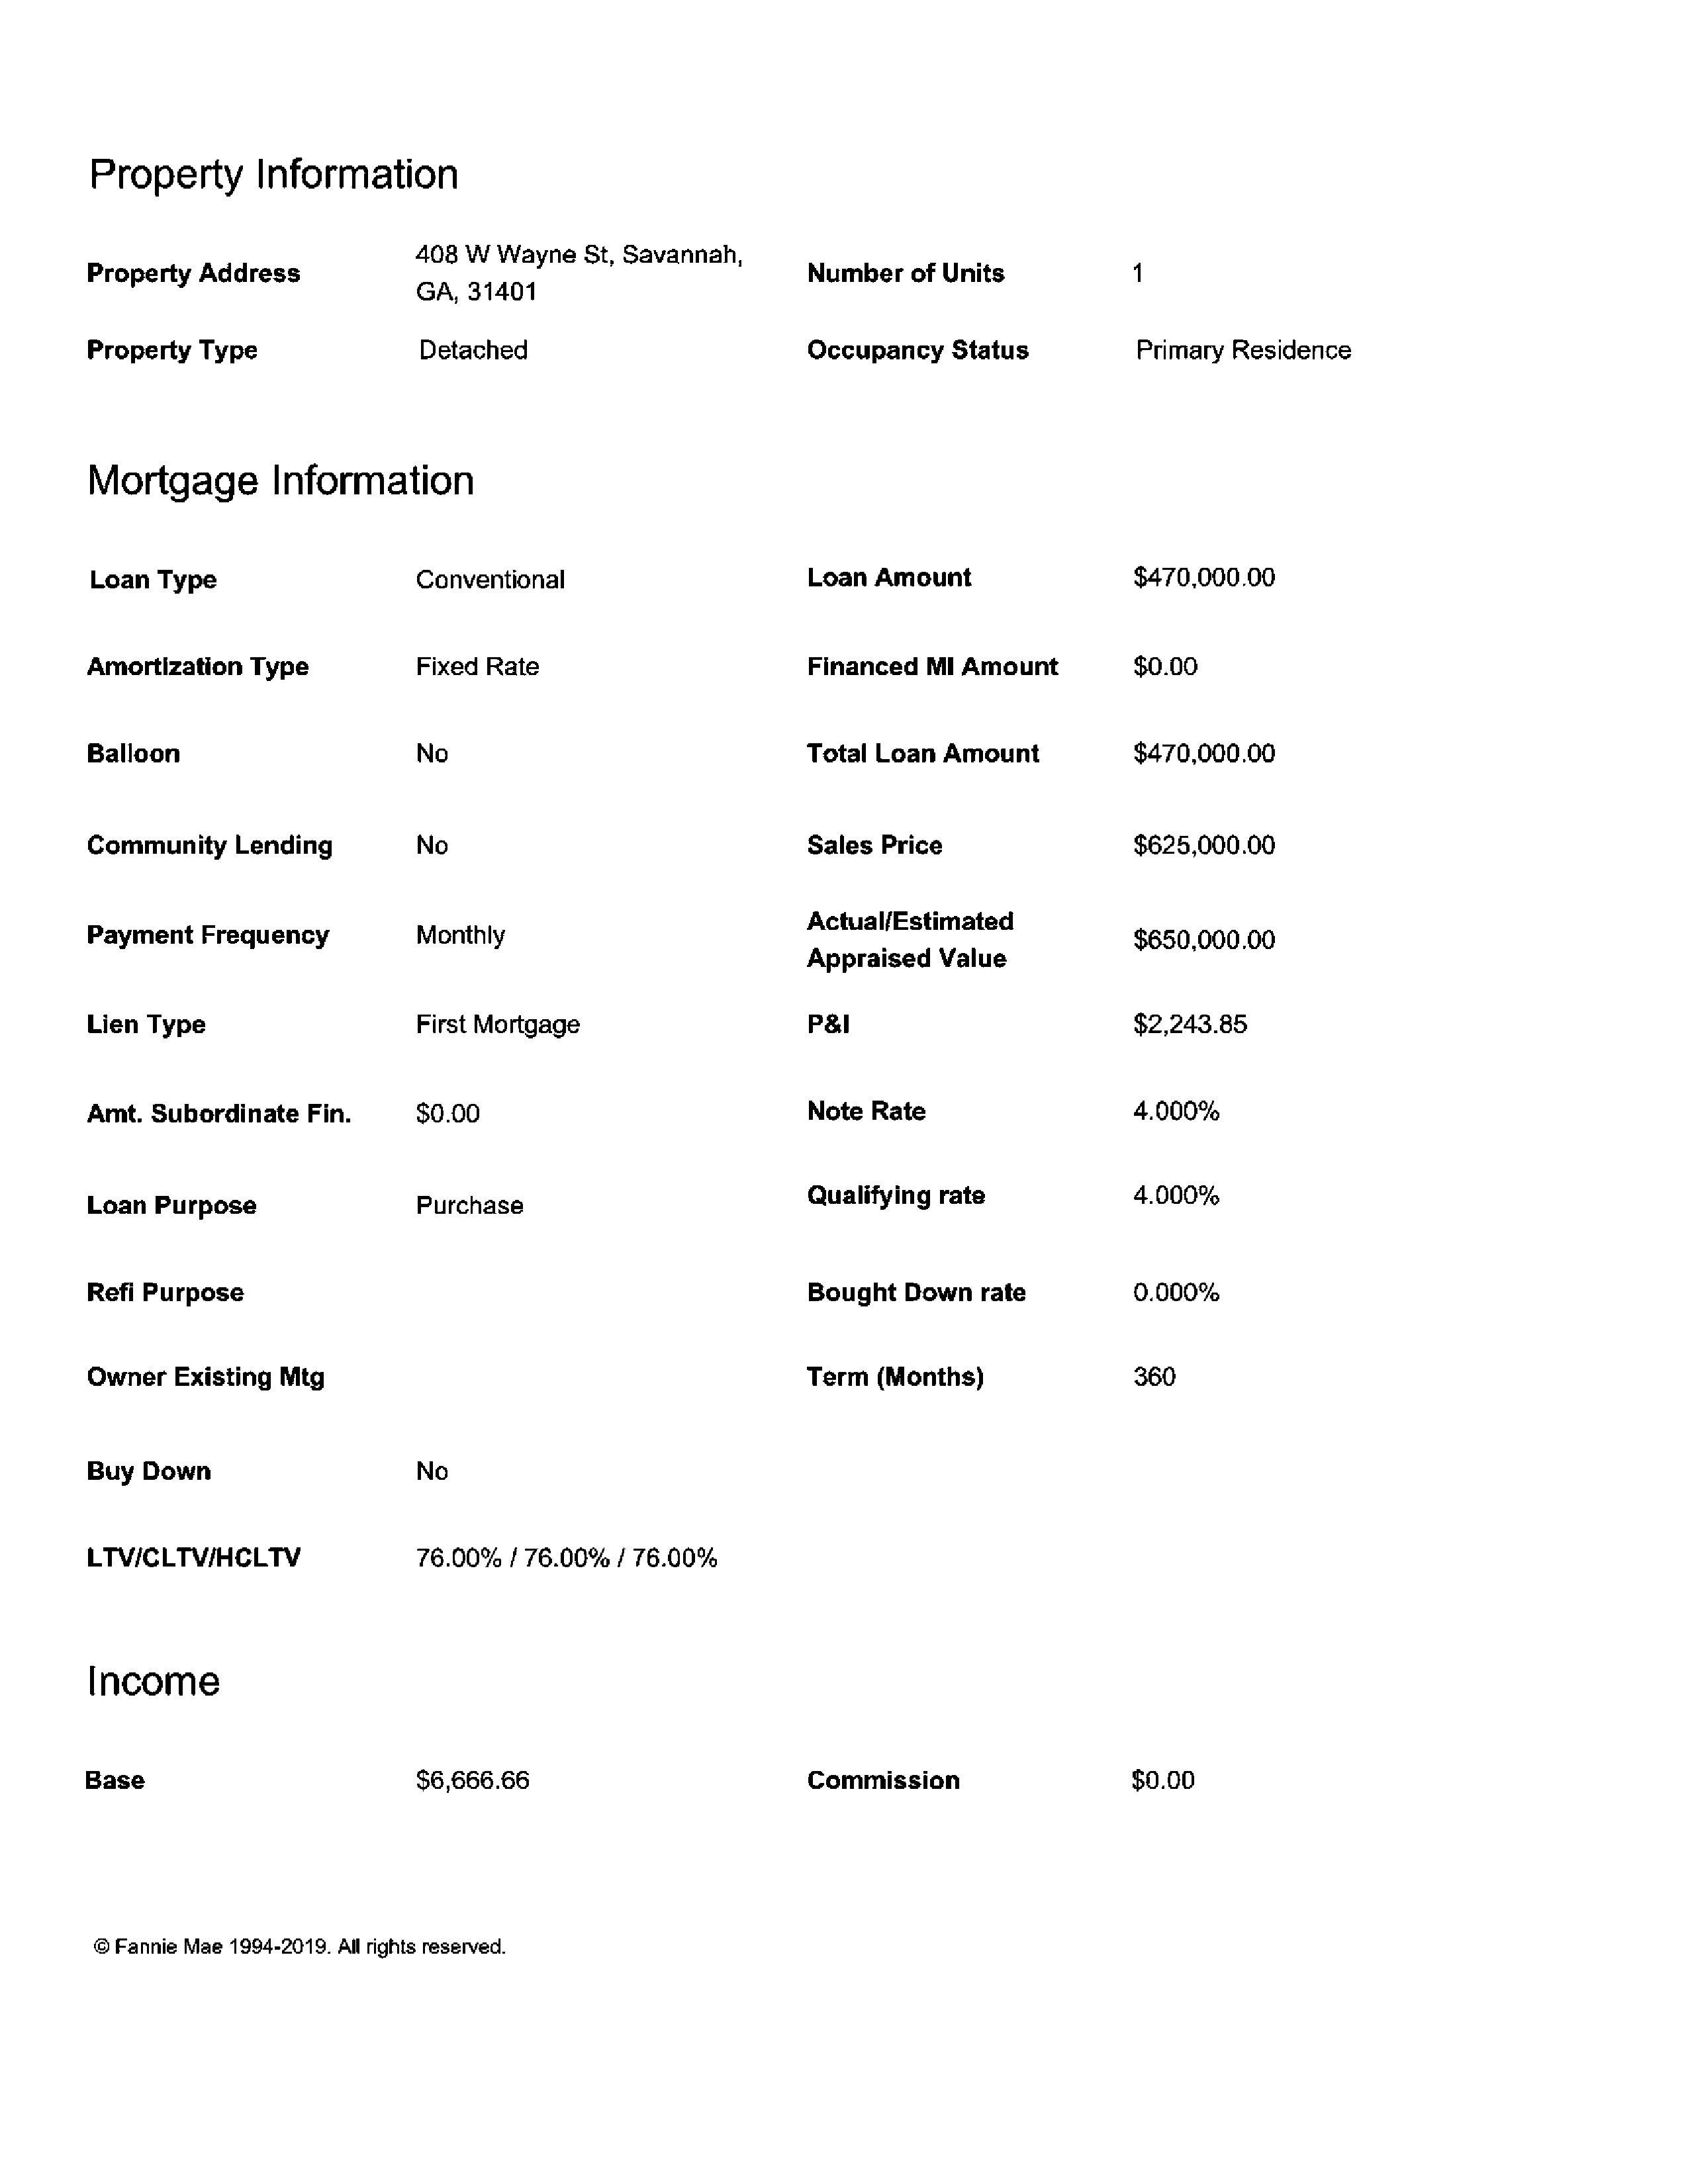 Property Information
Property Address 408 W Wayne St, Savannah, GA, 31401 Number of Units 1
Property Type Detached Occupancy Status Primary Residence
Mortgage Information
Loan Type Conventional Loan Amount $470,000.00
Amortization Type Fixed Rate Financed MI Amount $0.00
Balloon No Total Loan Amount $470,000.00
Community Lending No Sales Price $625,000.00
Payment Frequency Monthly Actual/Estimated Appraised Value $650,000.00
Lien Type First Mortgage P&I $2,243.85
Amt. Subordinate Fin. $0.00 Note Rate 4.000%
Loan Purpose Purchase Qualifying rate 4.000%
Refi Purpose Bought Down rate 0.000%
Owner Existing Mtg Term (Months) 360
Buy Down No
LTV/CLTV/HCLTV 76.00% / 76.00% / 76.00%
Income
Base $6,666.66 Commission $0.00
© Fannie Mae 1994-2019. All rights reserved.